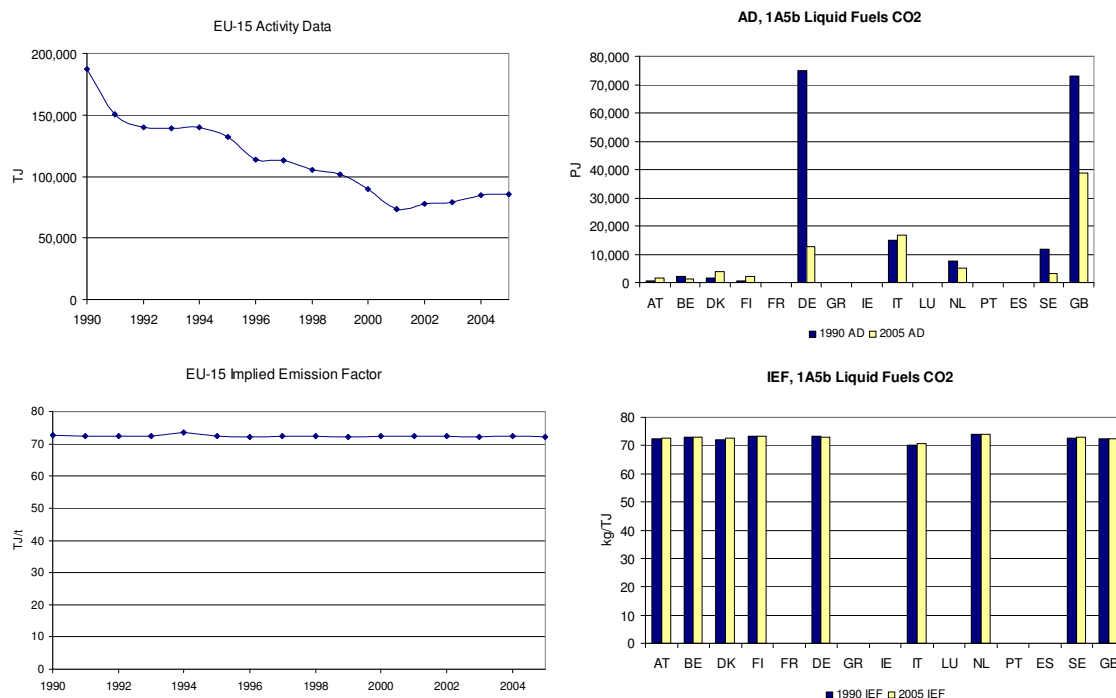 EU-15 Activity Data
200,000
150,000
100,000
50,000
0
TJ
1990 1992 1994 1996 1998 2000 2002 2004
AD, 1A5b Liquid Fuels CO2
80,000
70,000
60,000
50,000
40,000
30,000
20,000
10,000
0
PJ
AT BE DK FI FR DE GR IE IT LU NL PT ES SE GB
1990 AD 2005 AD
EU-15 Implied Emission Factor
80
70
60
50
40
30
20
10
0
TJ/t
1990 1992 1994 1996 1998 2000 2002 2004
IEF, 1A5b Liquid Fuels CO2
80
70
60
50
40
30
20
10
0
kg/TJ
AT BE DK FI FR DE GR IE IT LU NL PT ES SE GB
1990 IEF 2005 IEF